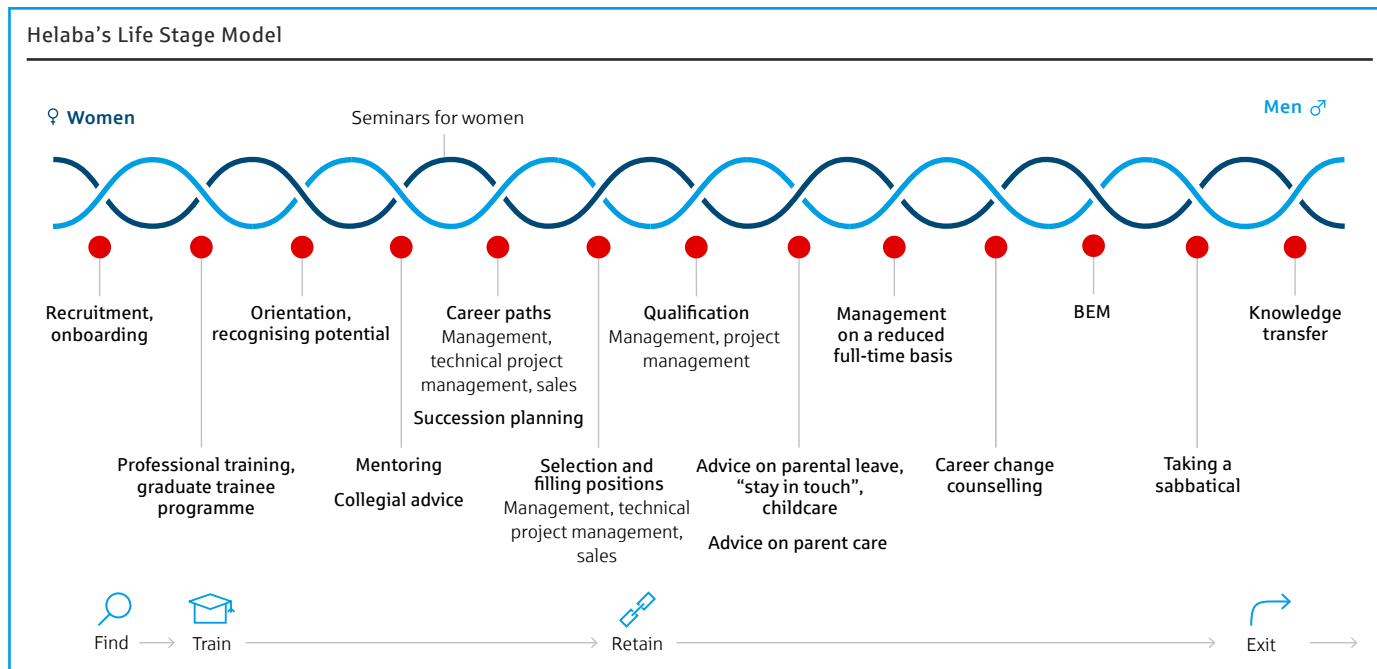 Helaba’s Life Stage Model
♀ Women
Seminars for women
Men ♂
Recruitment,
onboarding
Orientation,
recognising potential
Career paths
Management,
technical project
management, sales
Succession planning
Qualification
Management, project
management
Management
on a reduced
full-time basis
BEM
Knowledge
transfer
Professional training,
graduate trainee
programme
Mentoring
Collegial advice
Selection and
filling positions
Management, technical
project management,
sales
Advice on parental leave,
“stay in touch”,
childcare
Advice on parent care
Career change
counselling
Taking a
sabbatical
Find
Train
Retain
Exit